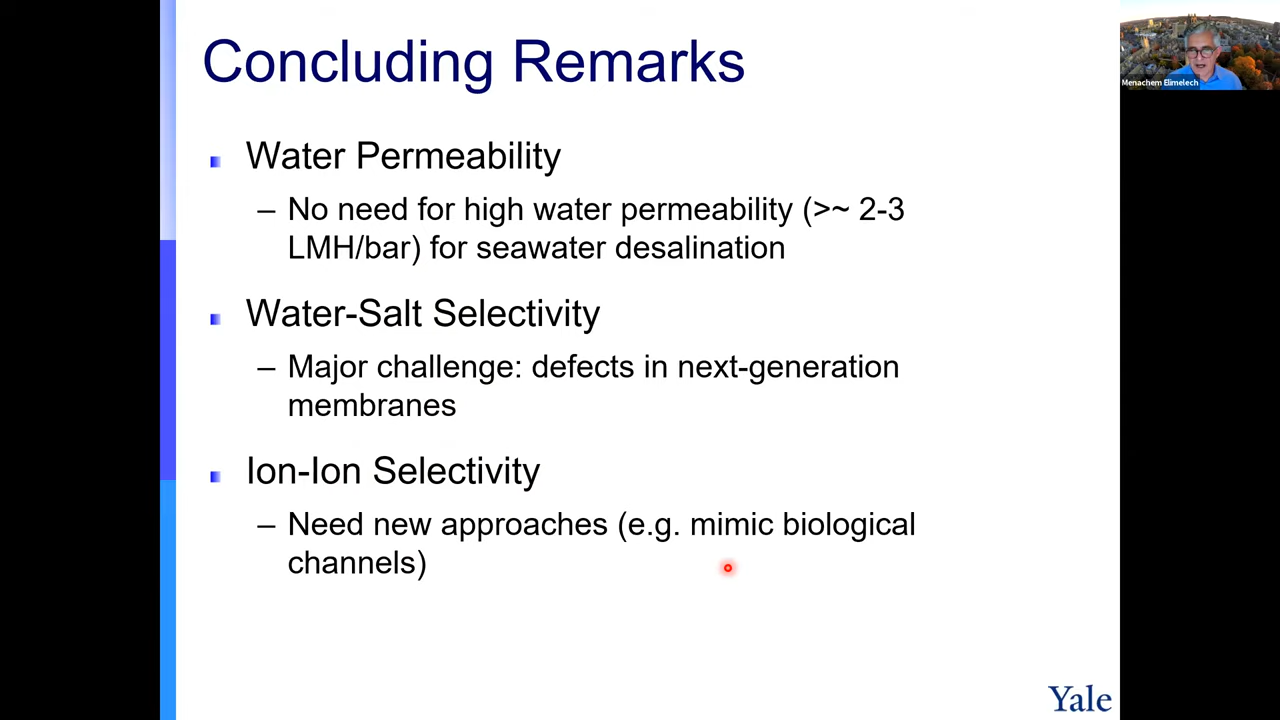 Concluding Remarks
Menachem Elimelech
Water Permeability
– No need for high water permeability (>~ 2-3
LMH/bar) for seawater desalination
Water-Salt Selectivity
– Major challenge: defects in next-generation
membranes
Ion-Ion Selectivity
– Need new approaches (e.g. mimic biological
channels)
Yale